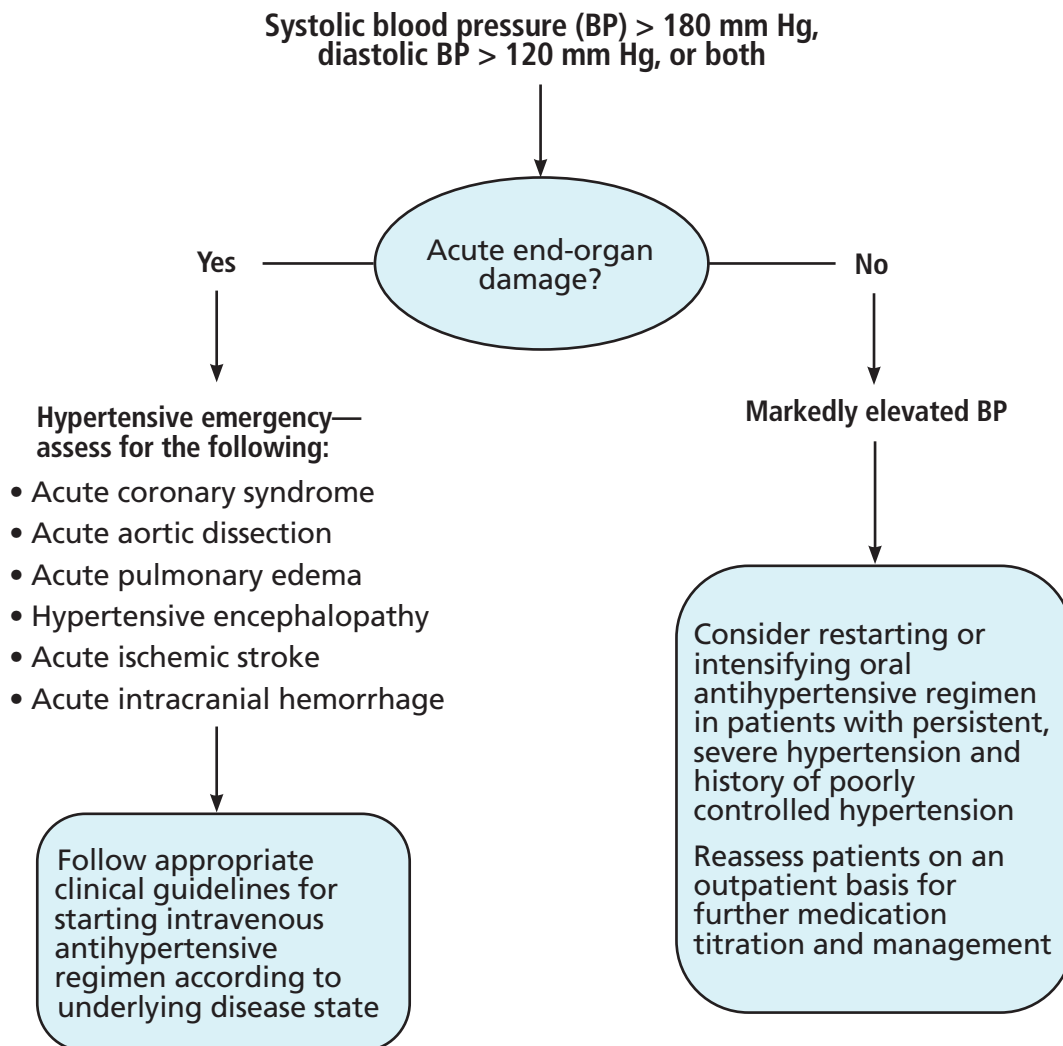 Systolic blood pressure (BP) > 180 mm Hg,
diastolic BP > 120 mm Hg, or both
Acute end-organ
damage?
Yes
No
Hypertensive emergency—
assess for the following:
• Acute coronary syndrome
• Acute aortic dissection
• Acute pulmonary edema
• Hypertensive encephalopathy
• Acute ischemic stroke
• Acute intracranial hemorrhage
Follow appropriate
clinical guidelines for
starting intravenous
antihypertensive
regimen according to
underlying disease state
Markedly elevated BP
Consider restarting or
intensifying oral
antihypertensive regimen
in patients with persistent,
severe hypertension and
history of poorly
controlled hypertension
Reassess patients on an
outpatient basis for
further medication
titration and management